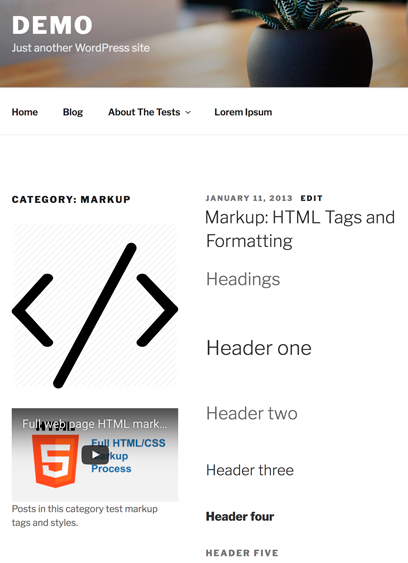 DEMO
Just another WordPress site
Home
Blog
About The Tests
Lorem Ipsum
CATEGORY: MARKUP
Full web page HTML mark...
HTML
5
Full HTML/CSS
Markup
Process
Posts in this category test markup
tags and styles.
JANUARY 11, 2013 EDIT
Markup: HTML Tags and
Formatting
Headings
Header one
Header two
Header three
Header four
HEADER FIVE